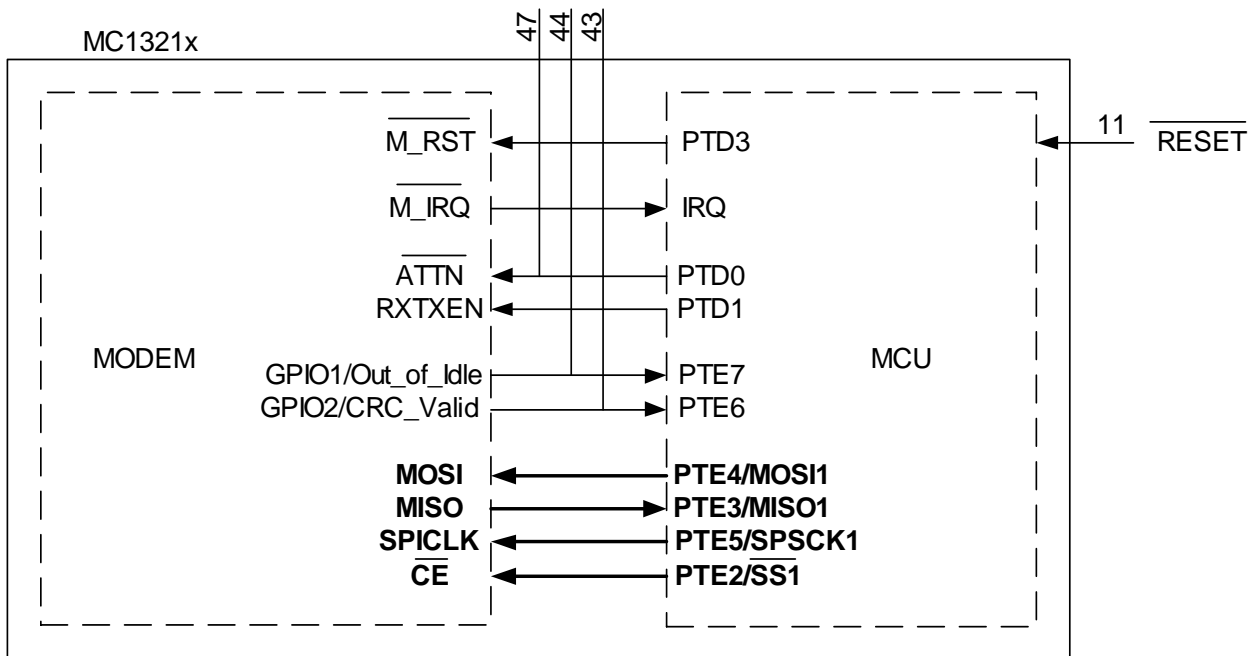 47 44 43
MC1321x
M_RST PTD3 11 RESET
M_IRQ IRQ
ATTN PTD0
RXTXEN PTD1
MODEM MCU
GPIO1/Out_of_Idle PTE7
GPIO2/CRC_Valid PTE6
MOSI PTE4/MOSI1
MISO PTE3/MISO1
SPICLK PTE5/SPSCK1
CE PTE2/SS1